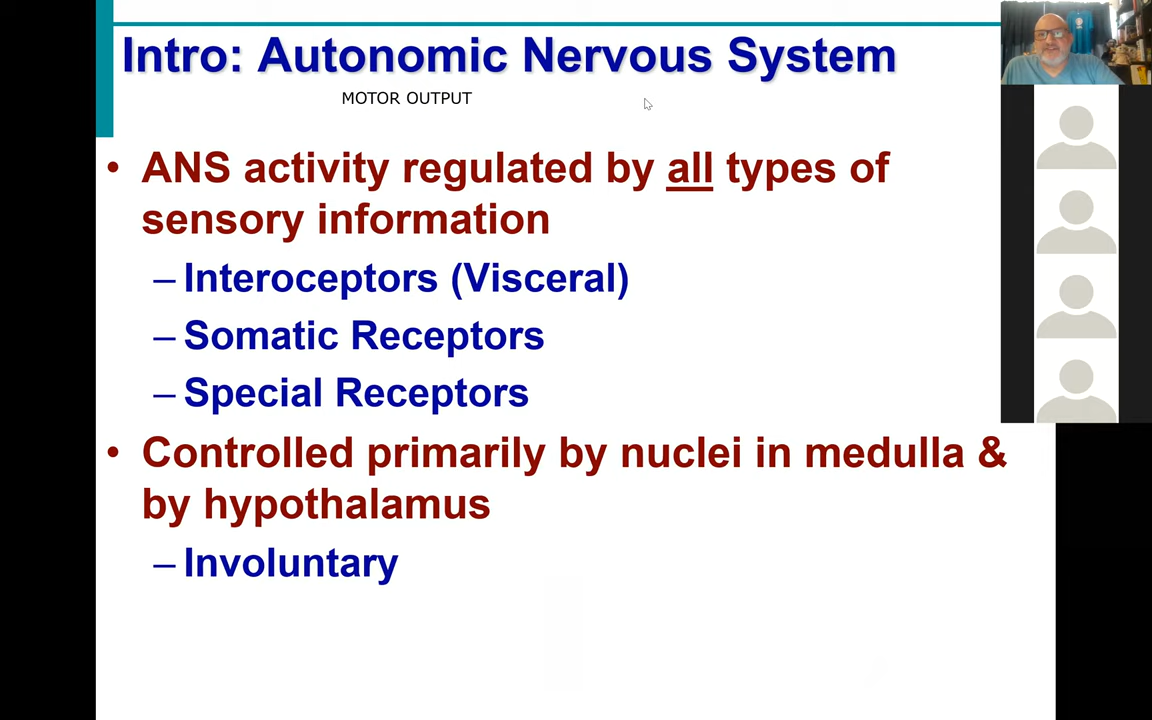 Intro: Autonomic Nervous System
MOTOR OUTPUT
• ANS activity regulated by all types of
sensory information
– Interoceptors (Visceral)
– Somatic Receptors
– Special Receptors
• Controlled primarily by nuclei in medulla &
by hypothalamus
– Involuntary